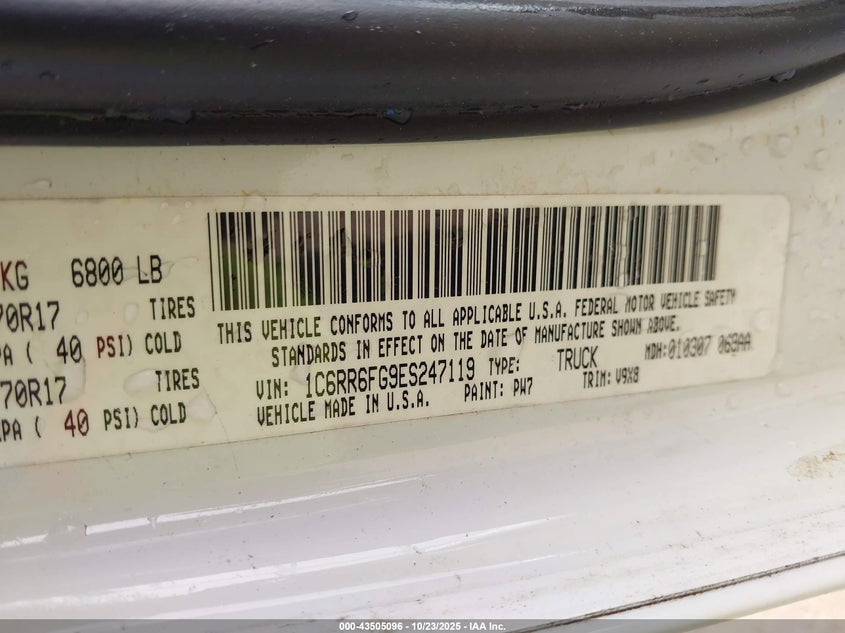 KG 6800 LB
70R17 TIRES
PA ( 40 PSI) COLD
70R17 TIRES
KPA ( 40 PSI) COLD
THIS VEHICLE CONFORMS TO ALL APPLICABLE U.S.A. FEDERAL MOTOR VEHICLE SAFETY
STANDARDS IN EFFECT ON THE DATE OF MANUFACTURE SHOWN ABOVE.
VIN: 1C6RR6FG9ES247119 TYPE: TRUCK MDH: 010307 069AA
VEHICLE MADE IN U.S.A. PAINT: PW7 TRIM: V9X8
000-43505096 - 10/23/2025 - IAA Inc.